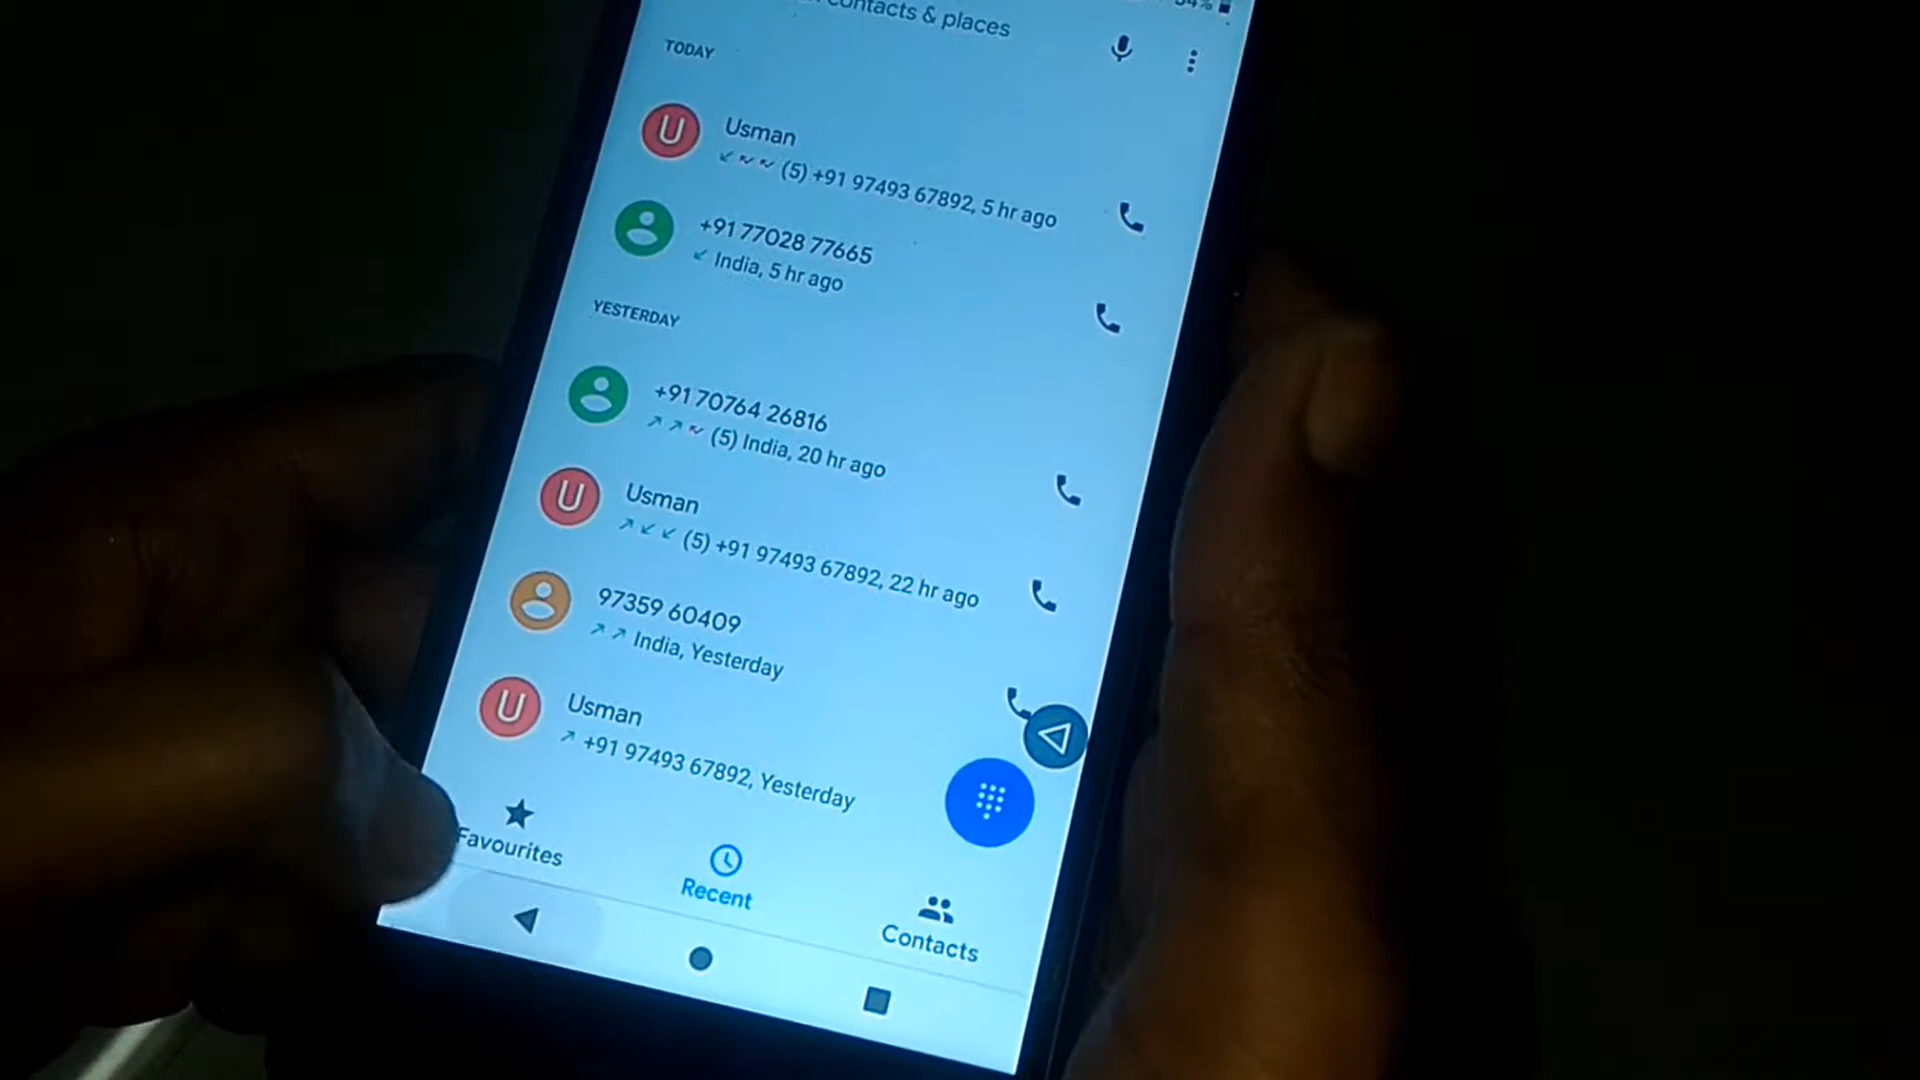 contacts & places
TODAY
U
Usman
(5) +91 97493 67892, 5 hr ago
+91 77028 77665
India, 5 hr ago
YESTERDAY
+91 70764 26816
(5) India, 20 hr ago
U
Usman
(5) +91 97493 67892, 22 hr ago
97359 60409
India, Yesterday
U
Usman
+91 97493 67892, Yesterday
Favourites
Recent
Contacts